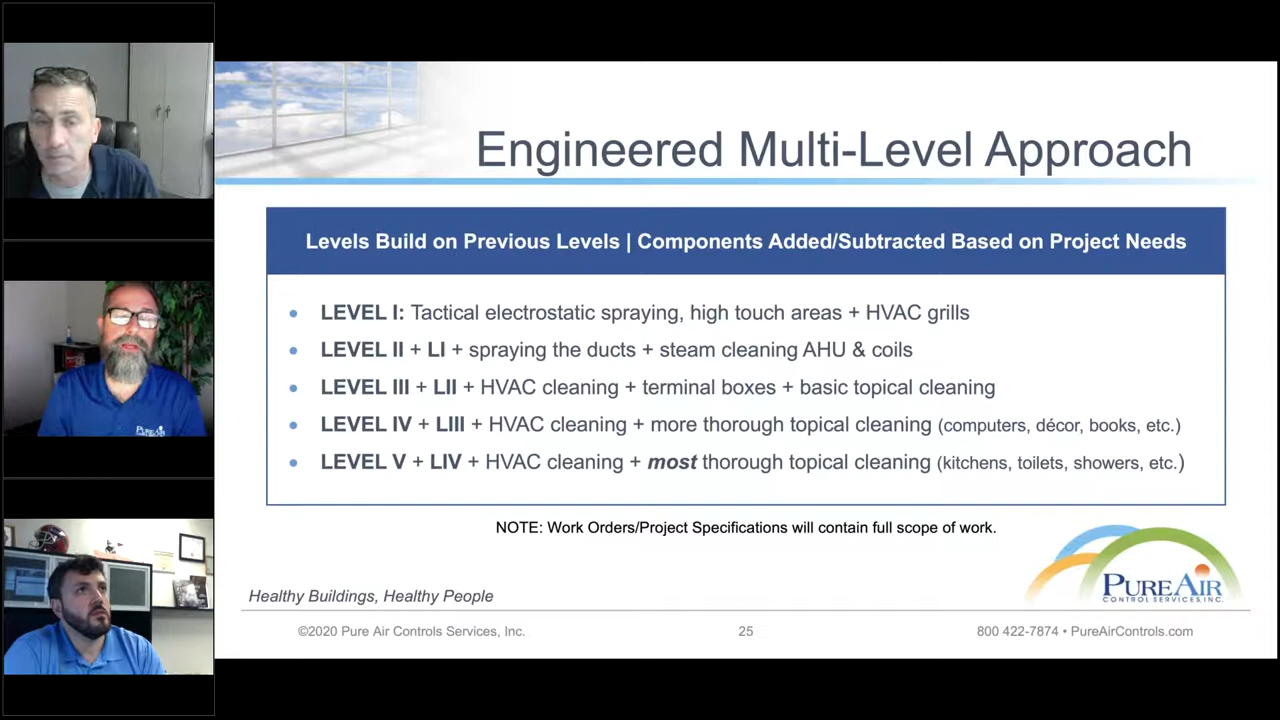 Engineered Multi-Level Approach
Levels Build on Previous Levels | Components Added/Subtracted Based on Project Needs
• LEVEL I: Tactical electrostatic spraying, high touch areas + HVAC grills
• LEVEL II + LI + spraying the ducts + steam cleaning AHU & coils
• LEVEL III + LII + HVAC cleaning + terminal boxes + basic topical cleaning
• LEVEL IV + LIII + HVAC cleaning + more thorough topical cleaning (computers, décor, books, etc.)
• LEVEL V + LIV + HVAC cleaning + most thorough topical cleaning (kitchens, toilets, showers, etc.)
NOTE: Work Orders/Project Specifications will contain full scope of work.
PUREAIR
CONTROL SERVICES, INC.
Healthy Buildings, Healthy People
©2020 Pure Air Controls Services, Inc.
25
800 422-7874 • PureAirControls.com
PUREAIR